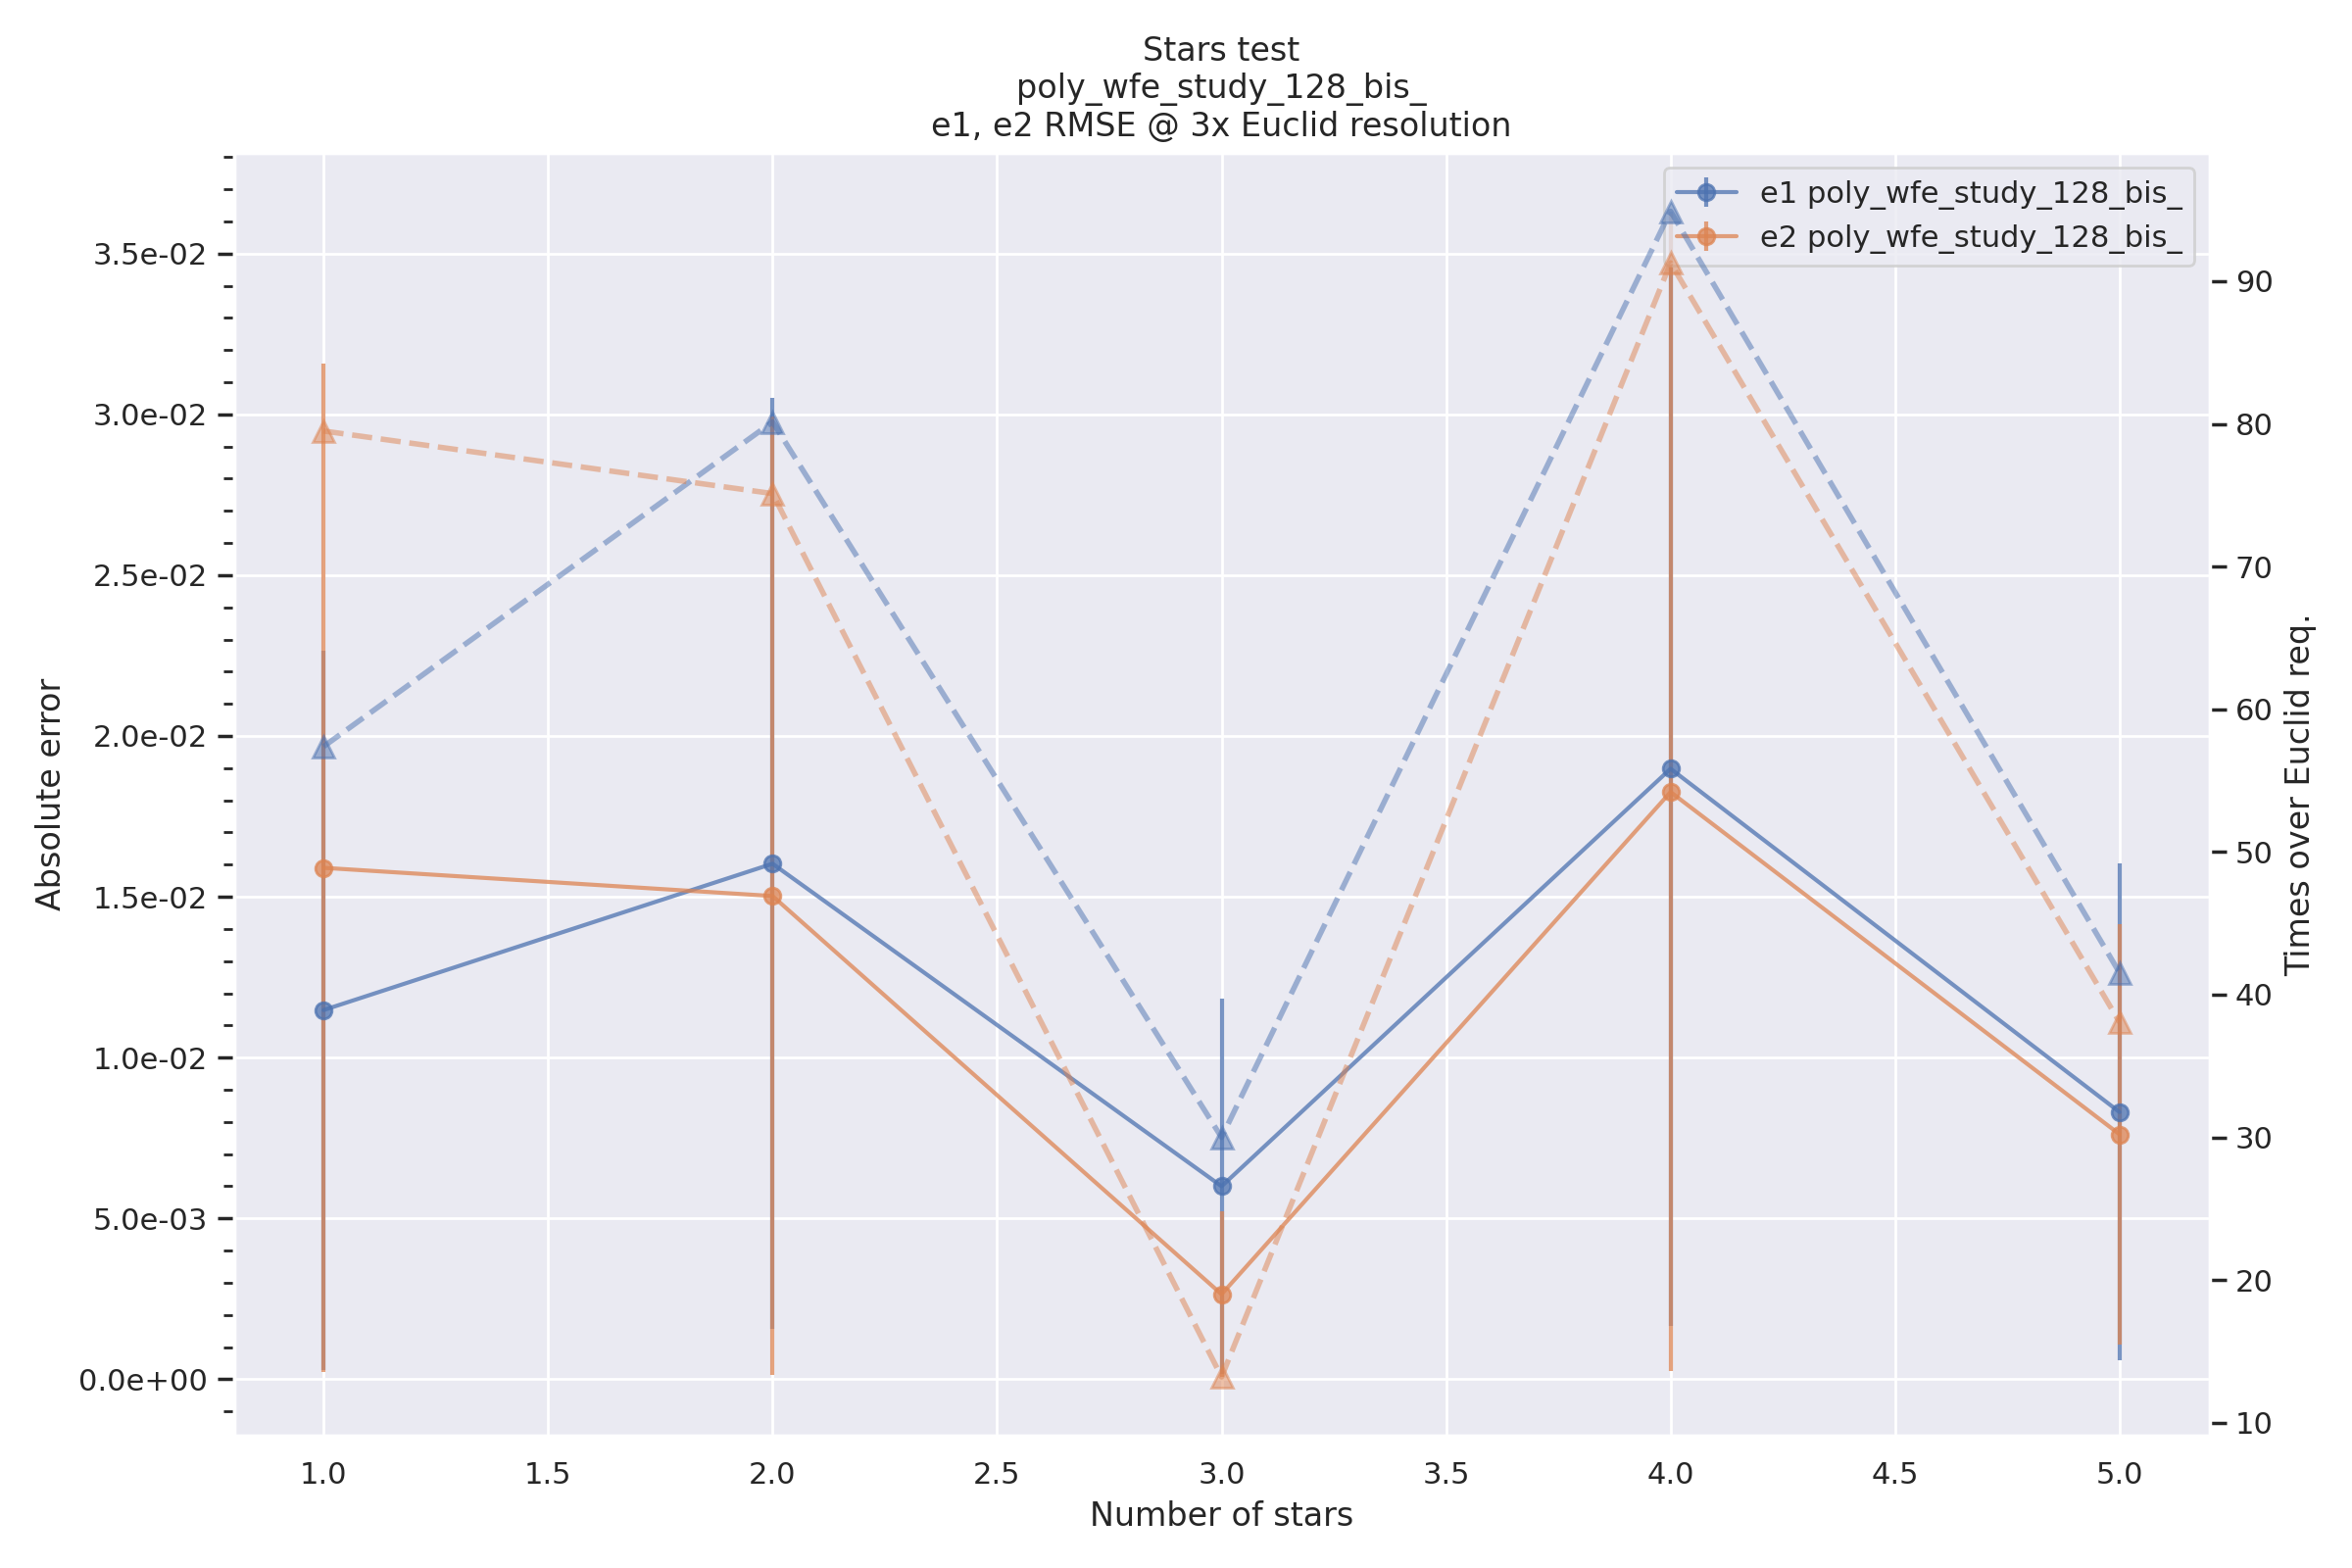 Stars test
poly_wfe_study_128_bis_
e1, e2 RMSE @ 3x Euclid resolution
e1 poly_wfe_study_128_bis_
e2 poly_wfe_study_128_bis_
Absolute error
3.5e-02
3.0e-02
2.5e-02
2.0e-02
1.5e-02
1.0e-02
5.0e-03
0.0e+00
Times over Euclid req.
90
80
70
60
50
40
30
20
10
1.0 1.5 2.0 2.5 3.0 3.5 4.0 4.5 5.0
Number of stars